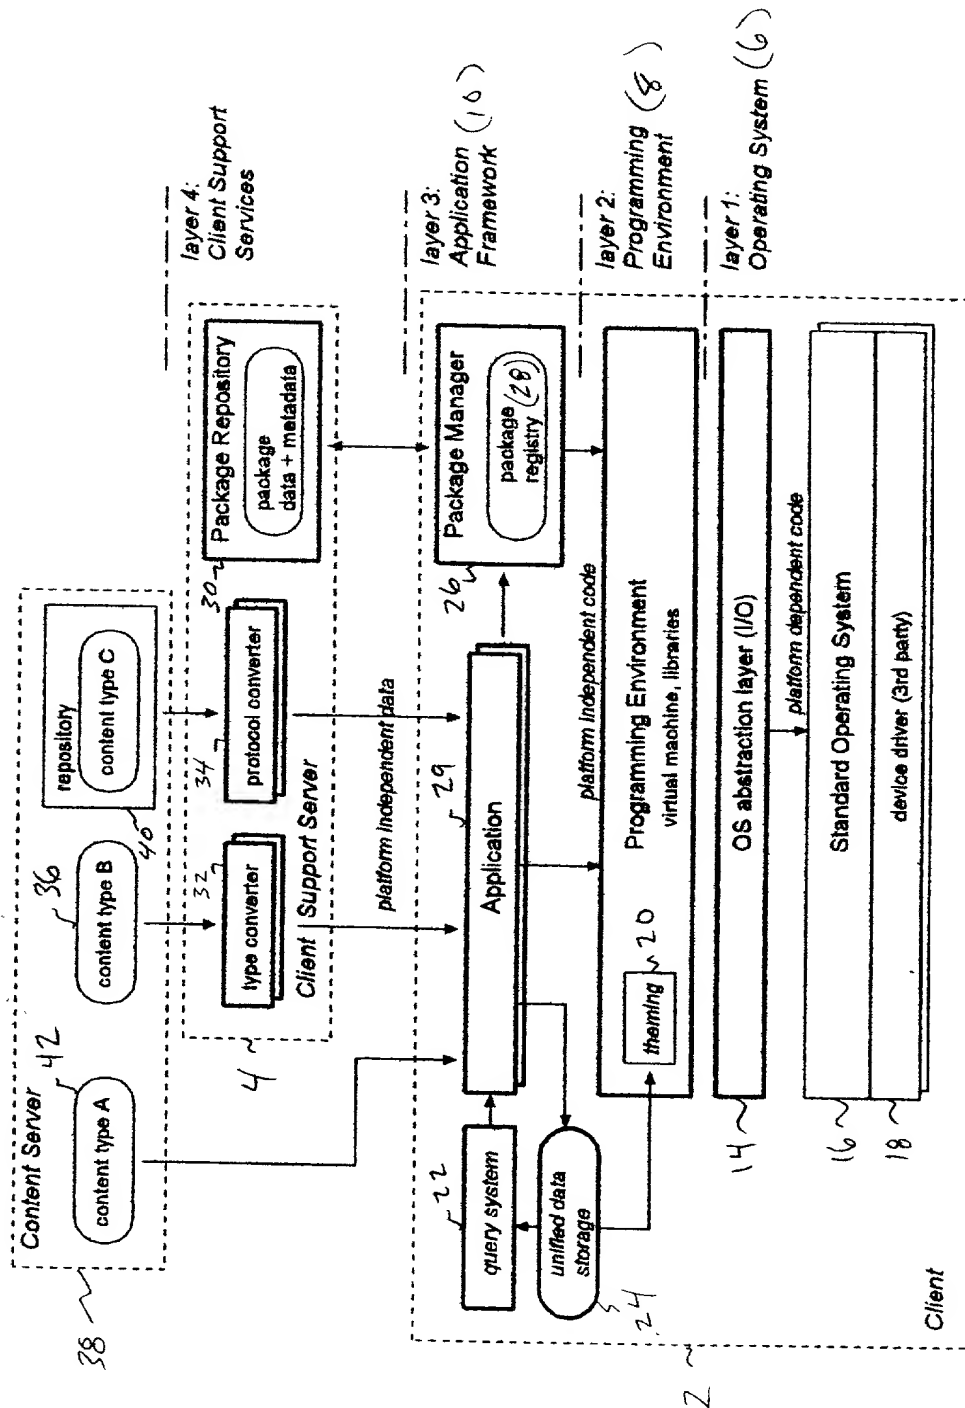 38
Content Server
42
content type A
36
content type B
repository
content type C
40
layer 4:
Client Support
Services
4
32
type converter
34
protocol converter
30
Package Repository
package
data + metadata
Client Support Server
platform independent data
layer 3:
Application (10)
Framework
22
query system
29
Application
26
Package Manager
package (28)
registry
unified data
storage
24
platform independent code
layer 2:
Programming (8)
Environment
theming
20
Programming Environment
virtual machine, libraries
layer 1:
Operating System (6)
14
OS abstraction layer (I/O)
platform dependent code
16
Standard Operating System
18
device driver (3rd party)
2
Client